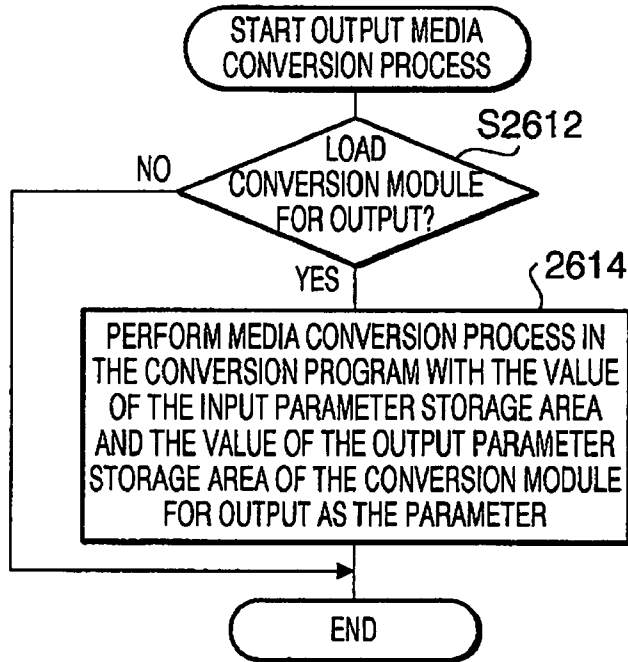 START OUTPUT MEDIA
CONVERSION PROCESS
S2612
LOAD
CONVERSION MODULE
FOR OUTPUT?
NO
YES
2614
PERFORM MEDIA CONVERSION PROCESS IN
THE CONVERSION PROGRAM WITH THE VALUE
OF THE INPUT PARAMETER STORAGE AREA
AND THE VALUE OF THE OUTPUT PARAMETER
STORAGE AREA OF THE CONVERSION MODULE
FOR OUTPUT AS THE PARAMETER
END